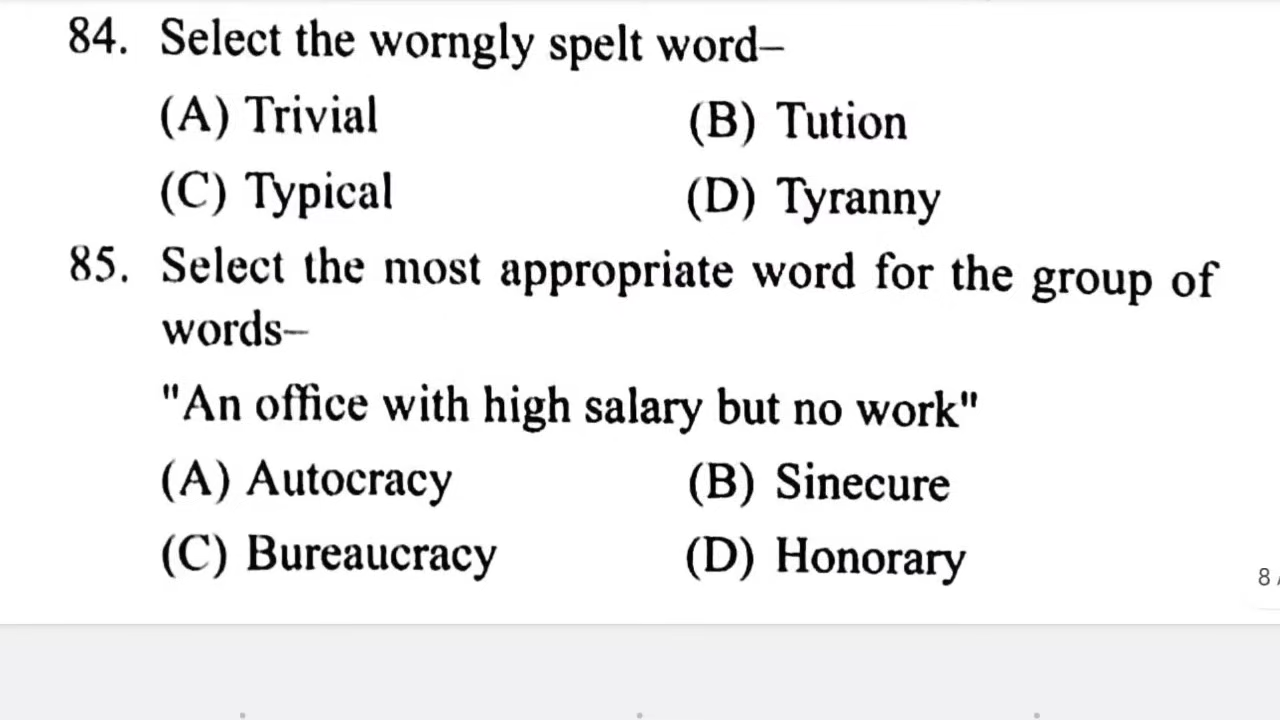 84. Select the worngly spelt word–
(A) Trivial (B) Tution
(C) Typical (D) Tyranny
85. Select the most appropriate word for the group of
words–
"An office with high salary but no work"
(A) Autocracy (B) Sinecure
(C) Bureaucracy (D) Honorary
8